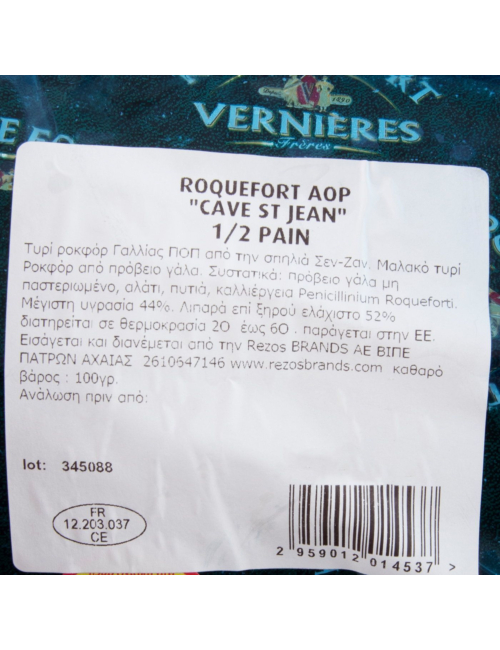 VERNIÈRES
Frères
ROQUEFORT AOP
"CAVE ST JEAN"
1/2 PAIN
Τυρί ροκφόρ Γαλλίας ΠΟΠ από την σπηλιά Σεν-Ζαν. Μαλακό τυρί
Ροκφόρ από πρόβειο γάλα. Συστατικά: πρόβειο γάλα μη
παστεριωμένο, αλάτι, πυτιά, καλλιέργεια Penicillinium Roqueforti.
Μέγιστη υγρασία 44%. Λιπαρά επί ξηρού ελάχιστο 52%
διατηρείται σε θερμοκρασία 2Ο έως 6Ο . παράγεται στην ΕΕ.
Εισάγεται και διανέμεται από την Rezos BRANDS ΑΕ ΒΙΠΕ
ΠΑΤΡΩΝ ΑΧΑΙΑΣ 2610647146 www.rezosbrands.com καθαρό
βάρος : 100γρ.
Ανάλωση πριν από:
lot: 345088
FR
12.203.037
CE
2 959012 014537 >